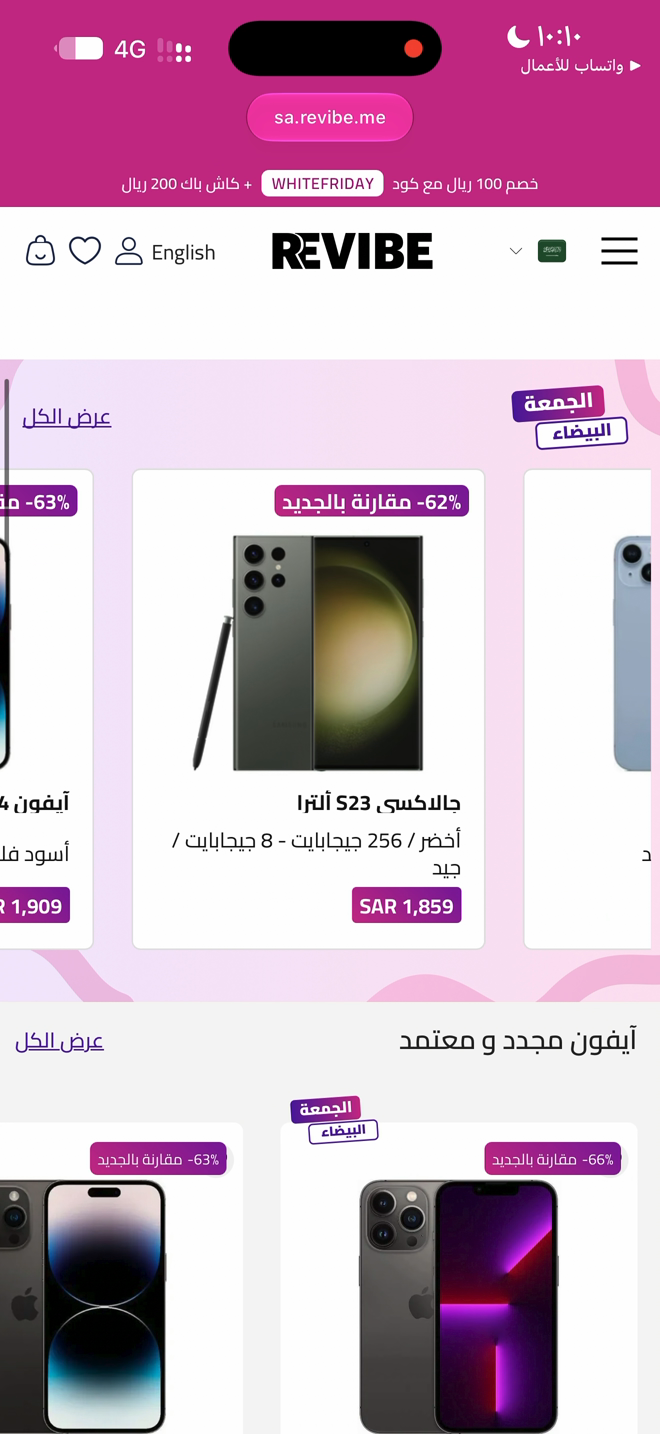 ١٠:١٠
4G
◀ واتساب للأعمال
sa.revibe.me
خصم 100 ريال مع كود WHITEFRIDAY + كاش باك 200 ريال
English
REVIBE
الجمعة
البيضاء
عرض الكل
-62% مقارنة بالجديد
جالاكسي S23 ألترا
أخضر / 256 جيجابايت - 8 جيجابايت /
جيد
SAR 1,859
-63%
آيفون
أسود
1,909
آيفون مجدد و معتمد
عرض الكل
الجمعة
البيضاء
-66% مقارنة بالجديد
-63% مقارنة بالجديد